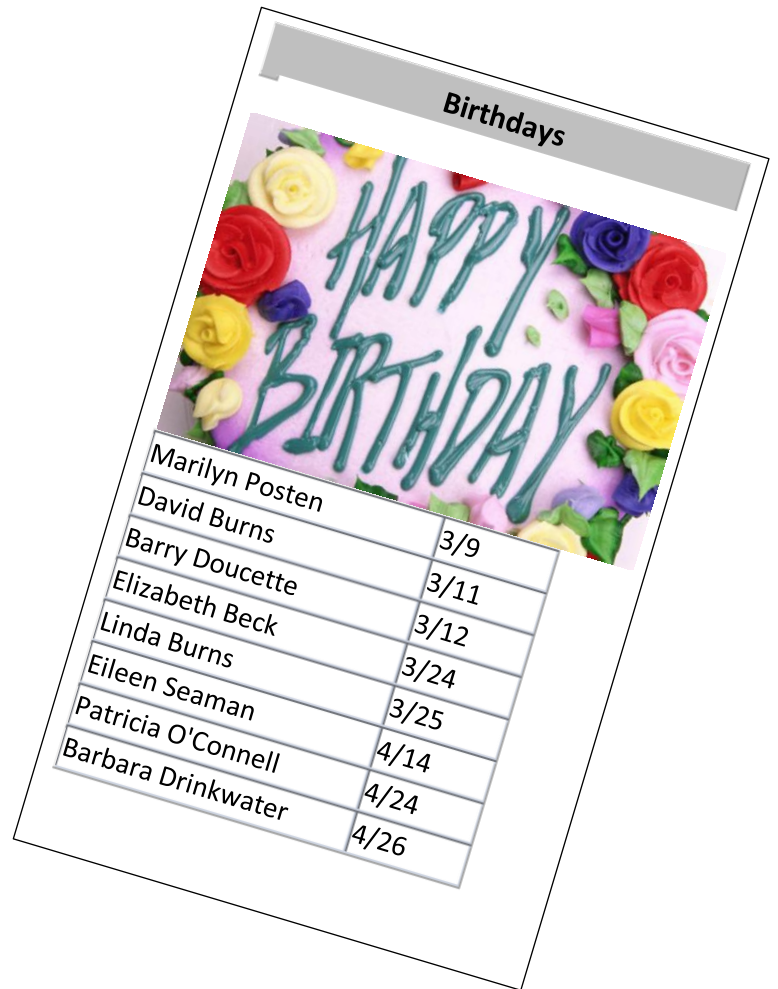 Birthdays
HAPPY
BIRTHDAY
Marilyn Posten 3/9
David Burns 3/11
Barry Doucette 3/12
Elizabeth Beck 3/24
Linda Burns 3/25
Eileen Seaman 4/14
Patricia O'Connell 4/24
Barbara Drinkwater 4/26